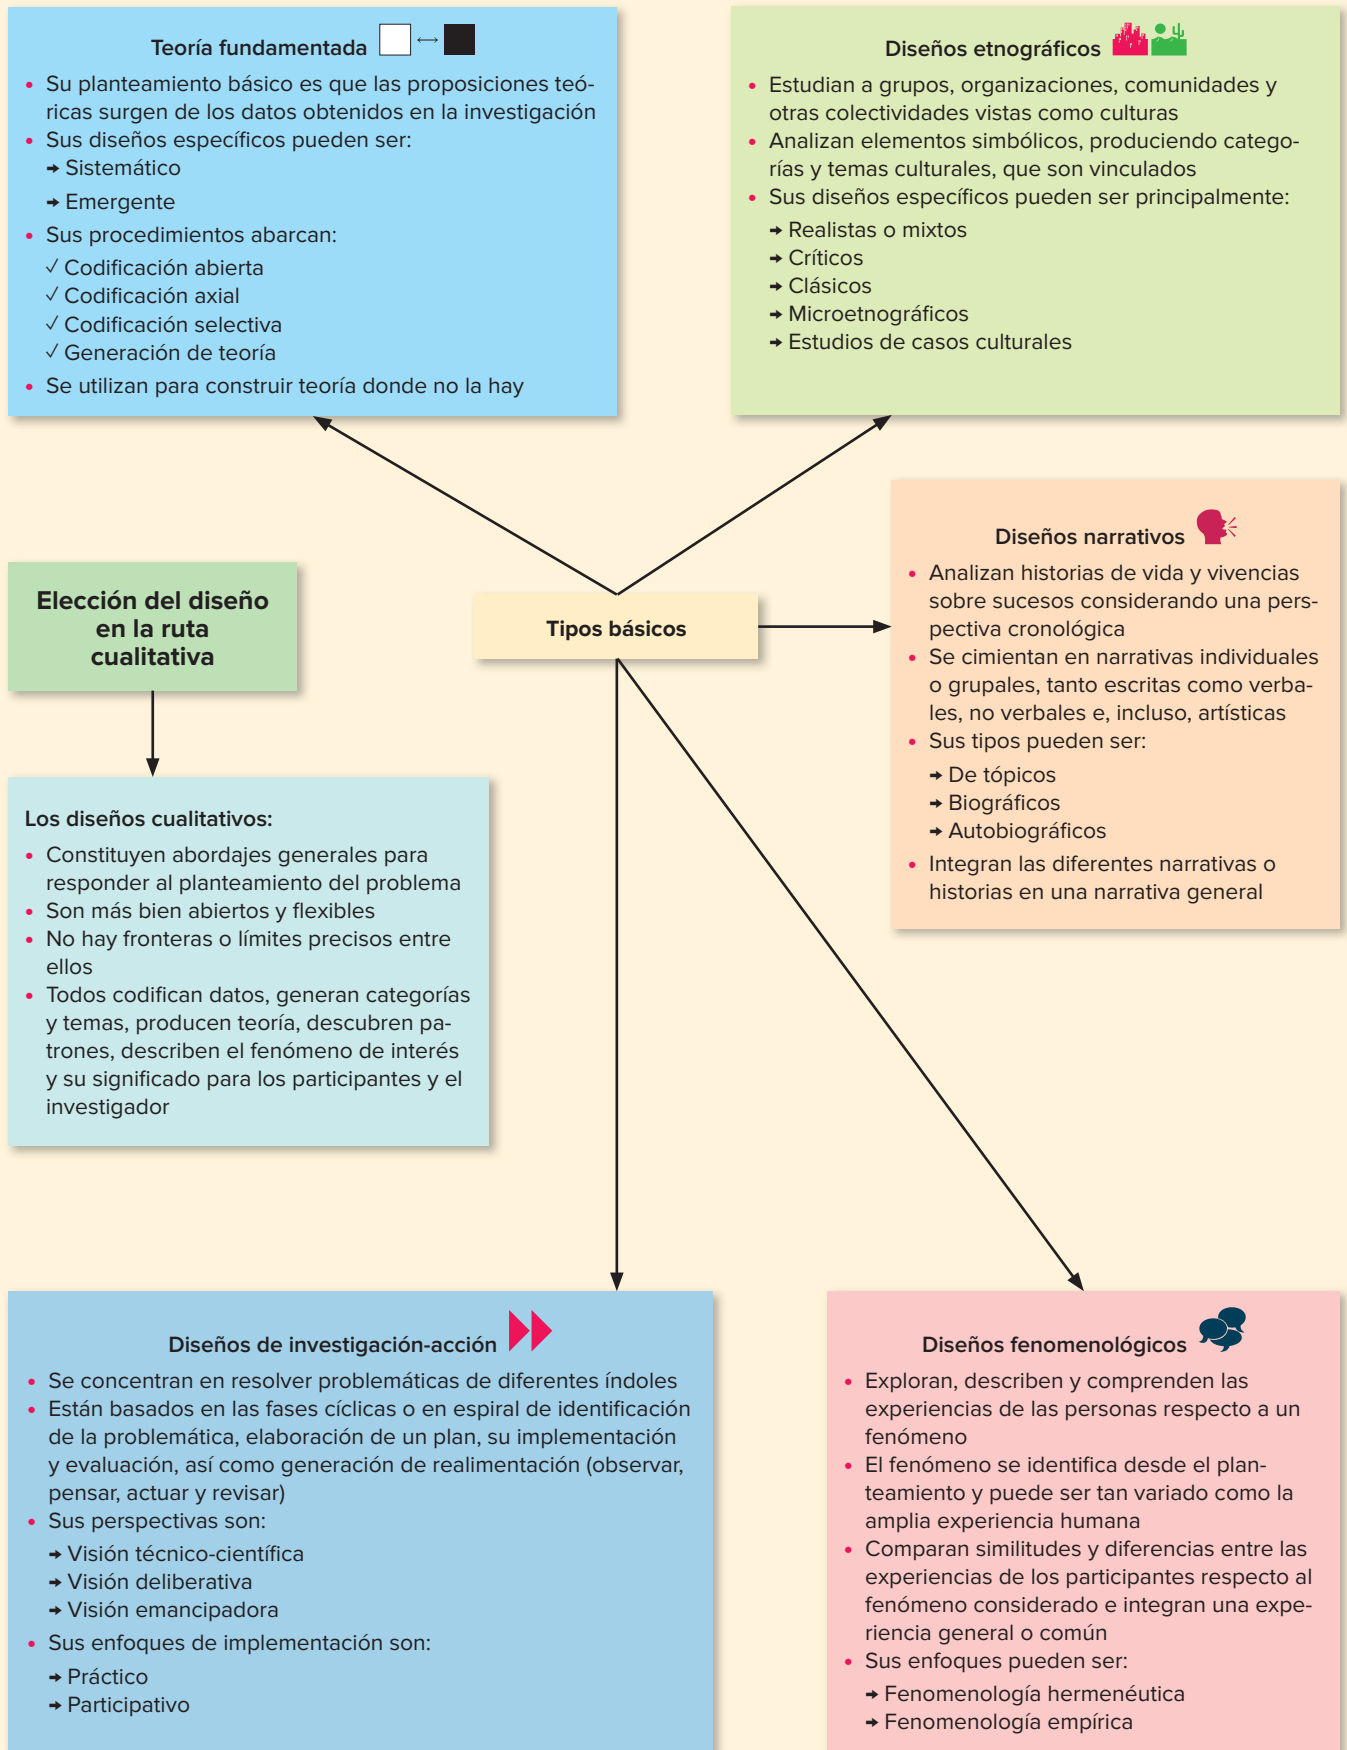 Teoría fundamentada
• Su planteamiento básico es que las proposiciones teó-
ricas surgen de los datos obtenidos en la investigación
• Sus diseños específicos pueden ser:
→ Sistemático
→ Emergente
• Sus procedimientos abarcan:
✓ Codificación abierta
✓ Codificación axial
✓ Codificación selectiva
✓ Generación de teoría
• Se utilizan para construir teoría donde no la hay
Diseños etnográficos
• Estudian a grupos, organizaciones, comunidades y
otras colectividades vistas como culturas
• Analizan elementos simbólicos, produciendo catego-
rías y temas culturales, que son vinculados
• Sus diseños específicos pueden ser principalmente:
→ Realistas o mixtos
→ Críticos
→ Clásicos
→ Microetnográficos
→ Estudios de casos culturales
Diseños narrativos
• Analizan historias de vida y vivencias
sobre sucesos considerando una pers-
pectiva cronológica
• Se cimientan en narrativas individuales
o grupales, tanto escritas como verba-
les, no verbales e, incluso, artísticas
• Sus tipos pueden ser:
→ De tópicos
→ Biográficos
→ Autobiográficos
• Integran las diferentes narrativas o
historias en una narrativa general
Elección del diseño
en la ruta
cualitativa
Tipos básicos
Los diseños cualitativos:
• Constituyen abordajes generales para
responder al planteamiento del problema
• Son más bien abiertos y flexibles
• No hay fronteras o límites precisos entre
ellos
• Todos codifican datos, generan categorías
y temas, producen teoría, descubren pa-
trones, describen el fenómeno de interés
y su significado para los participantes y el
investigador
Diseños de investigación-acción
• Se concentran en resolver problemáticas de diferentes índoles
• Están basados en las fases cíclicas o en espiral de identificación
de la problemática, elaboración de un plan, su implementación
y evaluación, así como generación de realimentación (observar,
pensar, actuar y revisar)
• Sus perspectivas son:
→ Visión técnico-científica
→ Visión deliberativa
→ Visión emancipadora
• Sus enfoques de implementación son:
→ Práctico
→ Participativo
Diseños fenomenológicos
• Exploran, describen y comprenden las
experiencias de las personas respecto a un
fenómeno
• El fenómeno se identifica desde el plan-
teamiento y puede ser tan variado como la
amplia experiencia humana
• Comparan similitudes y diferencias entre las
experiencias de los participantes respecto al
fenómeno considerado e integran una expe-
riencia general o común
• Sus enfoques pueden ser:
→ Fenomenología hermenéutica
→ Fenomenología empírica